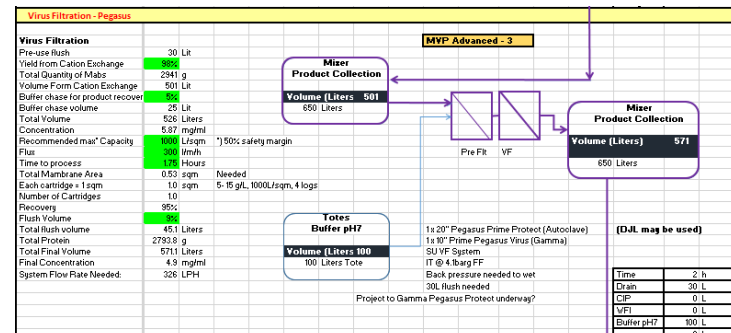 Virus Filtration - Pegasus
Virus Filtration
MVP Advanced - 3
Pre-use flush 30 Lit
Yield from Cation Exchange 98%
Total Quantity of Mabs 2941 g
Volume Form Cation Exchange 501 Lit
Buffer chase for product recover 5%
Buffer chase volume 25 Lit
Total Volume 526 Liters
Concentration 5.87 mg/ml
Recommended max* Capacity 1000 L/sqm *) 50% safety margin
Flux 300 l/m/h
Time to process 1.75 Hours
Total Mambrane Area 0.53 sqm Needed
Each cartridge = 1 sqm 1.0 sqm 5- 15 g/L, 1000L/sqm, 4 logs
Number of Cartridges 1.0
Recovery 95%
Flush Volume 9%
Total flush volume 45.1 Liters
Total Protein 2793.8 g
Total Final Volume 571.1 Liters
Final Concentration 4.9 mg/ml
System Flow Rate Needed: 326 LPH
Mizer
Product Collection
Volume (Liters 501
650 Liters
Pre Flt VF
Mizer
Product Collection
Volume (Liters) 571
650 Liters
Totes
Buffer pH7
Volume (Liters 100
100 Liters Tote
1 x 20" Pegasus Prime Protect (Autoclave)
1 x 10" Prime Pegasus Virus (Gamma)
SU VF System
IT @ 4.1barg FF
Back pressure needed to wet
30L flush needed
Project to Gamma Pegasus Protect underway?
(DJL may be used)
Time 2 h
Drain 30 L
CIP 0 L
WFI 0 L
Buffer pH7 100 L